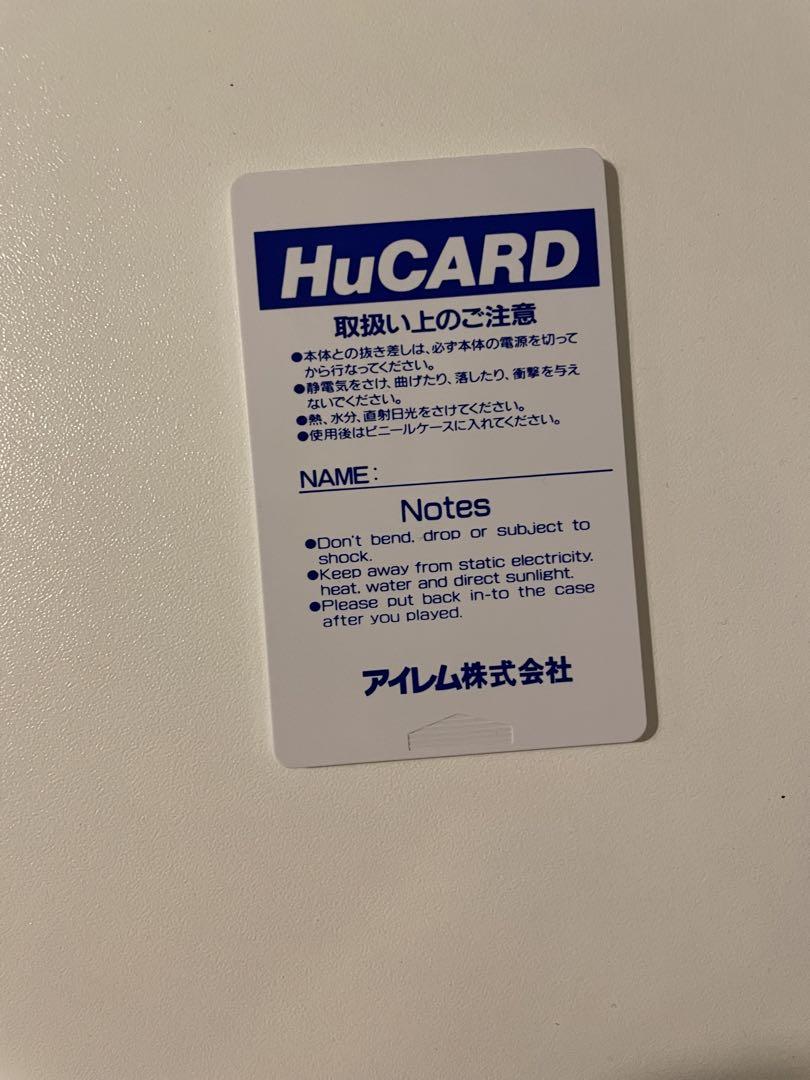 HuCARD
取扱い上のご注意
●本体との抜き差しは、必ず本体の電源を切って
から行なってください。
●静電気をさけ、曲げたり、落したり、衝撃を与え
ないでください。
●熱、水分、直射日光をさけてください。
●使用後はビニールケースに入れてください。
NAME:
Notes
●Don't bend, drop or subject to
shock.
●Keep away from static electricity,
heat, water and direct sunlight.
●Please put back in-to the case
after you played.
アイレム株式会社